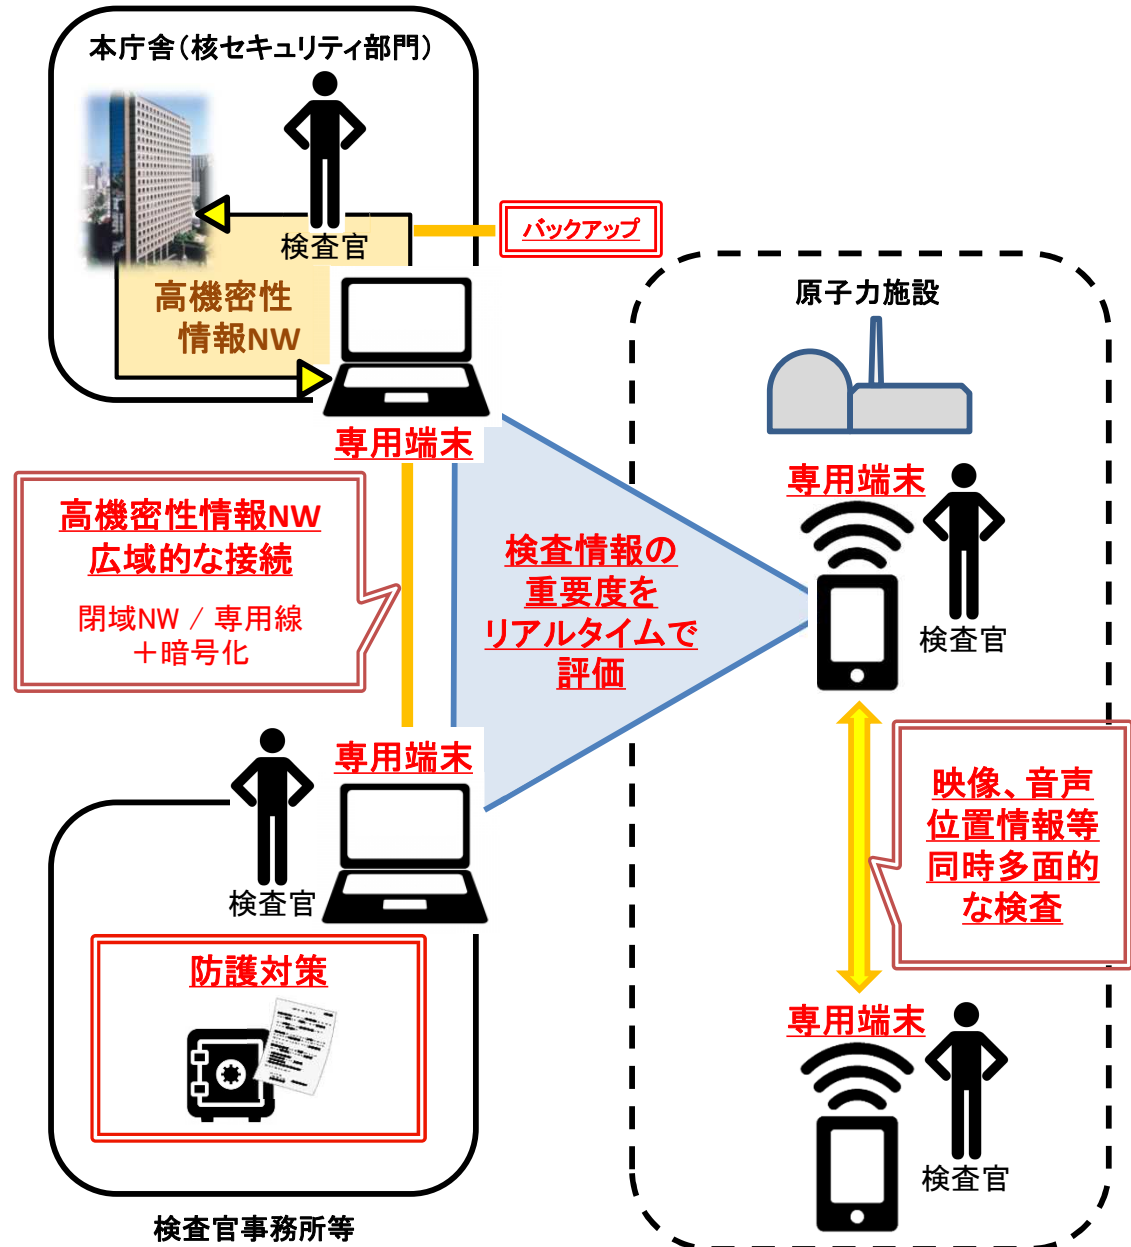 本庁舎(核セキュリティ部門)
検査官
高機密性
情報NW
バックアップ
専用端末
高機密性情報NW
広域的な接続
閉域NW / 専用線
＋暗号化
検査情報の
重要度を
リアルタイムで
評価
専用端末
検査官
防護対策
検査官事務所等
原子力施設
専用端末
検査官
映像、音声
位置情報等
同時多面的
な検査
専用端末
検査官